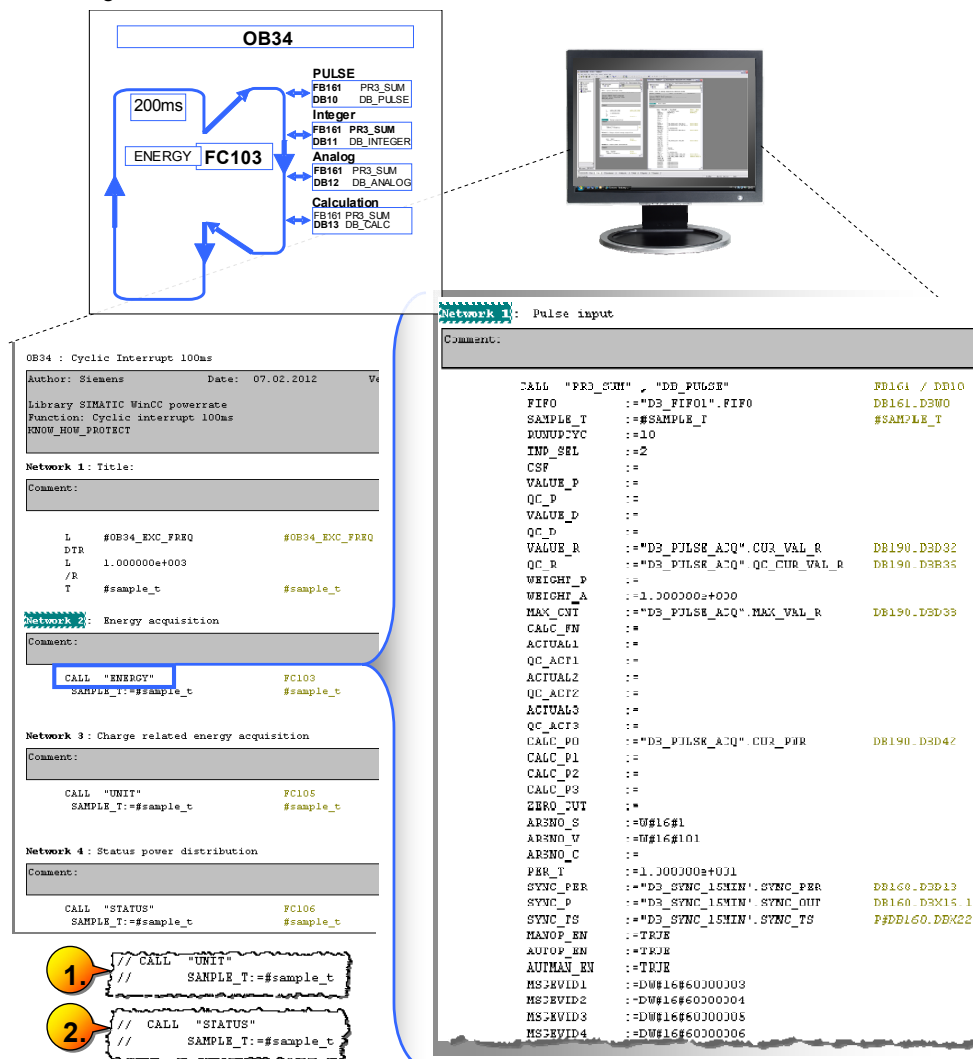 OB34
200ms
ENERGY FC103
PULSE
FB161 PR3_SUM
DB10 DB_PULSE
Integer
FB161 PR3_SUM
DB11 DB_INTEGER
Analog
FB161 PR3_SUM
DB12 DB_ANALOG
Calculation
FB161 PR3_SUM
DB13 DB_CALC
OB34 : Cyclic Interrupt 100ms
Author: Siemens Date: 07.02.2012 Ve
Library SIMATIC WinCC powerrate
Function: Cyclic interrupt 100ms
KNOW_HOW_PROTECT
Network 1: Title:
Comment:
L #OB34_EXC_FREQ #OB34_EXC_FREQ
DTR
L 1.000000e+003
/R
T #sample_t #sample_t
Network 2: Energy acquisition
Comment:
CALL "ENERGY" FC103
SAMPLE_T:=#sample_t #sample_t
Network 3: Charge related energy acquisition
Comment:
CALL "UNIT" FC105
SAMPLE_T:=#sample_t #sample_t
Network 4: Status power distribution
Comment:
CALL "STATUS" FC106
SAMPLE_T:=#sample_t #sample_t
1.
// CALL "UNIT"
// SAMPLE_T:=#sample_t
2.
// CALL "STATUS"
// SAMPLE_T:=#sample_t
Network 1: Pulse input
Comment:
CALL "PR3_SUM" , "DB_PULSE" FB161 / DB10
FIFO :="DB_FIFO1".FIFO DB161.DBW0
SAMPLE_T :=#SAMPLE_T #SAMPLE_T
RUNUPCYC :=10
IND_SEL :=2
CSF :=
VALUE_P :=
QC_P :=
VALUE_D :=
QC_D :=
VALUE_R :="DB_PULSE_ACQ".CUR_VAL_R DB190.DBD32
QC_R :="DB_PULSE_ACQ".QC_CUR_VAL_R DB190.DBB36
WEIGHT_P :=
WEIGHT_A :=1.000000e+000
MAX_CNT :="DB_PULSE_ACQ".MAX_VAL_R DB190.DBD38
CALC_FN :=
ACTUAL1 :=
QC_ACT1 :=
ACTUAL2 :=
QC_ACT2 :=
ACTUAL3 :=
QC_ACT3 :=
CALC_P0 :="DB_PULSE_ACQ".CUR_PWR DB190.DBD42
CALC_P1 :=
CALC_P2 :=
CALC_P3 :=
ZERO_CUT :=
ARSNO_S :=W#16#1
ARSNO_V :=W#16#101
ARSNO_C :=
PER_T :=1.500000e+001
SYNC_PER :="DB_SYNC_15MIN".SYNC_PER DB160.DBD18
SYNC_P :="DB_SYNC_15MIN".SYNC_OUT DB160.DBX16.1
SYNC_TS :="DB_SYNC_15MIN".SYNC_TS P#DB160.DBX22
MANOP_EN :=TRUE
AUTOP_EN :=TRUE
AUTMAN_EN :=TRUE
MSGEVID1 :=DW#16#60000003
MSGEVID2 :=DW#16#60000004
MSGEVID3 :=DW#16#60000005
MSGEVID4 :=DW#16#60000006